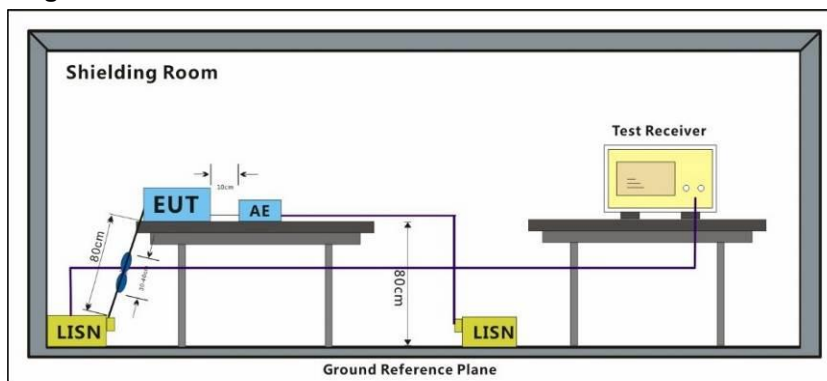 Shielding Room
Test Receiver
10cm
EUT
AE
80cm
80cm
LISN
LISN
Ground Reference Plane